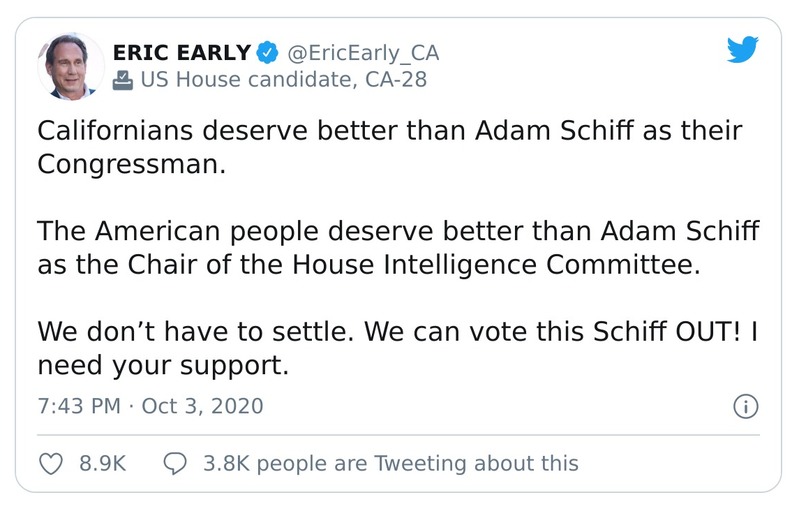 ERIC EARLY @EricEarly_CA
US House candidate, CA-28
Californians deserve better than Adam Schiff as their
Congressman.
The American people deserve better than Adam Schiff
as the Chair of the House Intelligence Committee.
We don’t have to settle. We can vote this Schiff OUT! I
need your support.
7:43 PM · Oct 3, 2020
8.9K 3.8K people are Tweeting about this